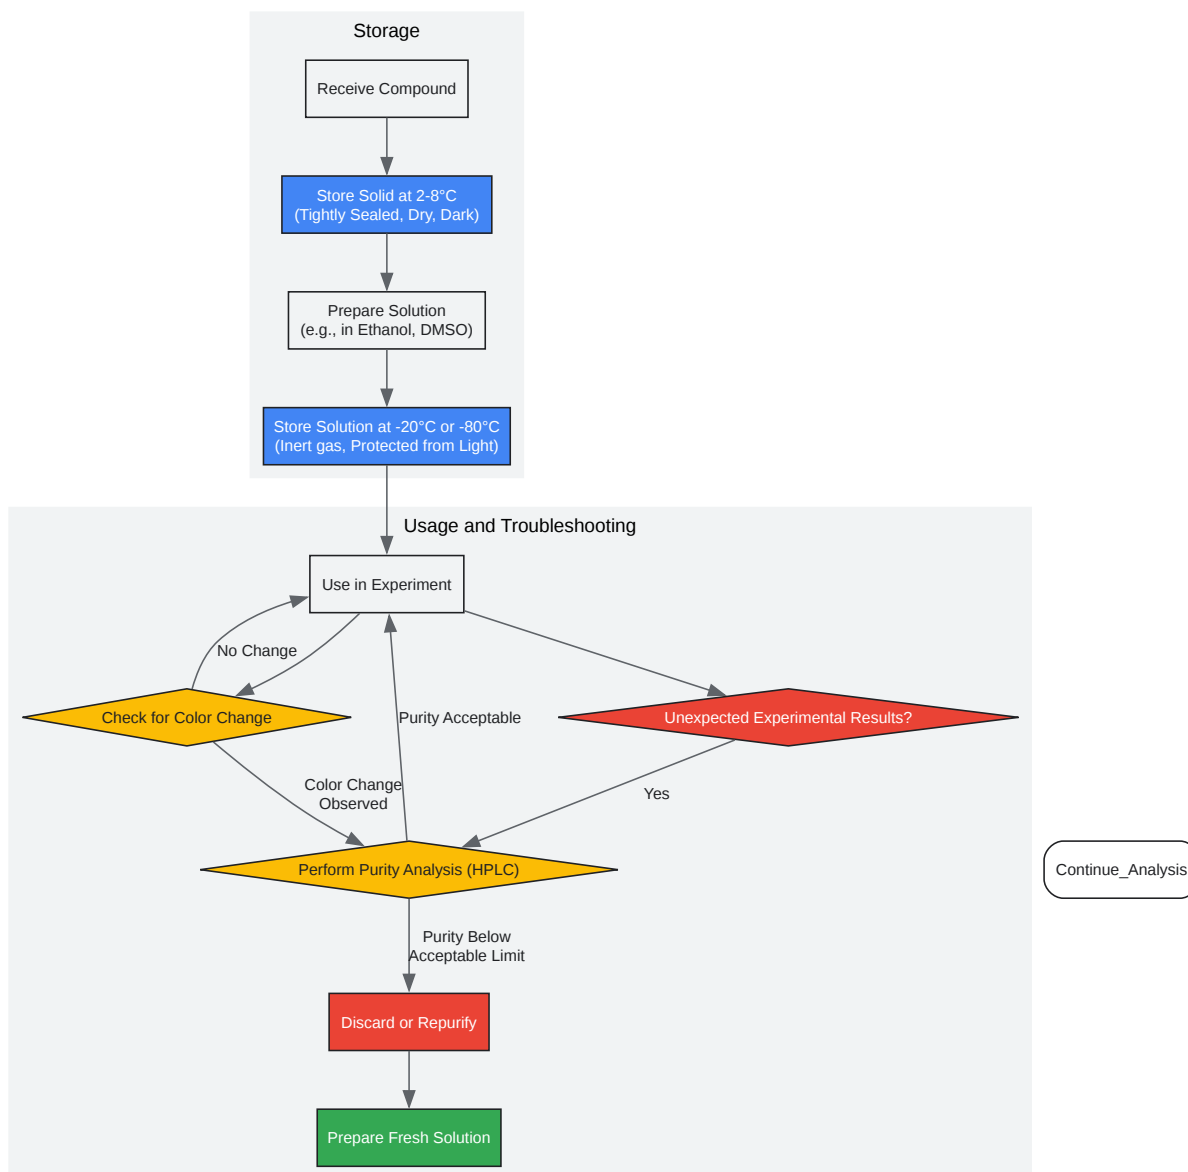 Storage
Receive Compound
Store Solid at 2-8°C
(Tightly Sealed, Dry, Dark)
Prepare Solution
(e.g., in Ethanol, DMSO)
Store Solution at -20°C or -80°C
(Inert gas, Protected from Light)
Usage and Troubleshooting
Use in Experiment
No Change
Check for Color Change
Purity Acceptable
Unexpected Experimental Results?
Color Change
Observed
Yes
Perform Purity Analysis (HPLC)
Continue_Analysis
Purity Below
Acceptable Limit
Discard or Repurify
Prepare Fresh Solution